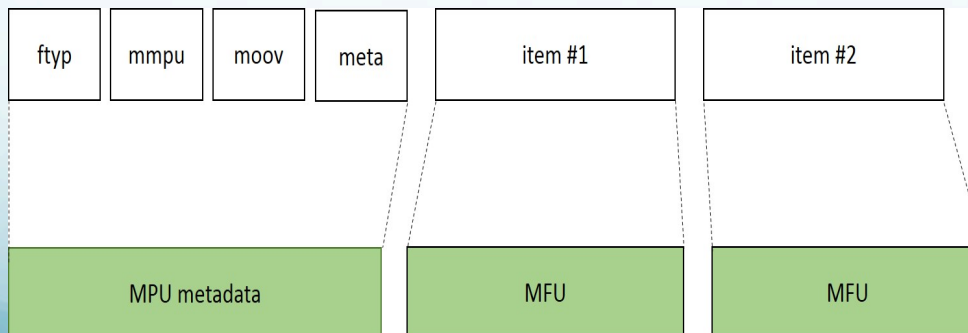 ftyp
mmpu
moov
meta
item #1
item #2
MPU metadata
MFU
MFU